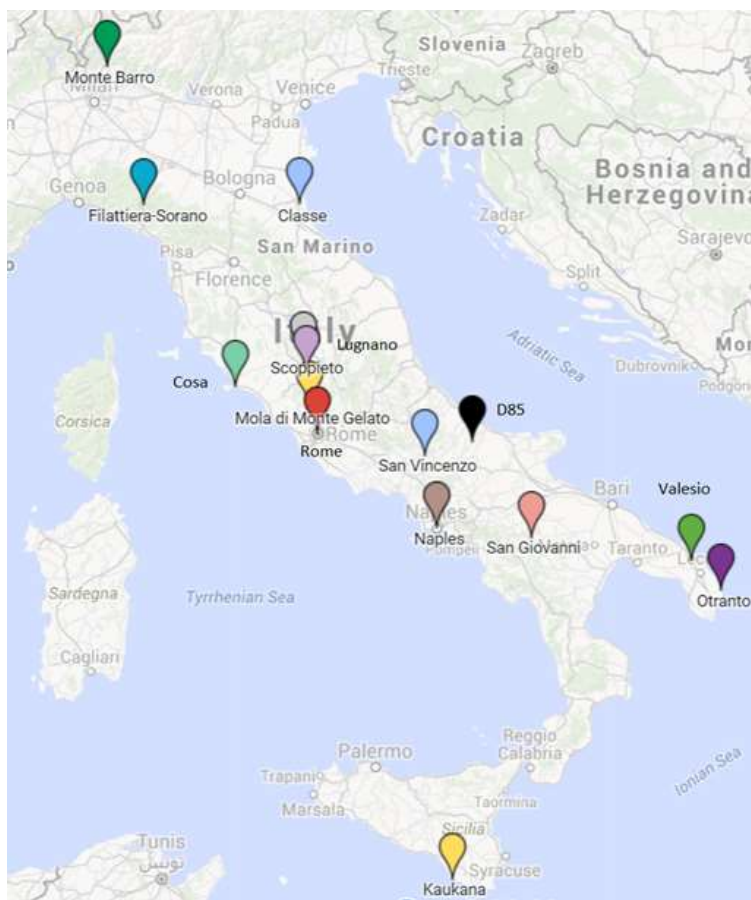 Slovenia
Zagreb
Monte Barro
Milan
Verona
Venice
Trieste
Padua
Croatia
Bosnia and
Herzegovina
Genoa
Bologna
Filattiera-Sorano
Classe
Zadar
Sarajevo
San Marino
Pisa
Florence
Split
Italy
Lugnano
Adriatic Sea
Dubrovnik
Scoppieto
Cosa
Corsica
Mola di Monte Gelato
D85
Rome
Rome
San Vincenzo
Bari
Valesio
Naples
Naples
Pompeii
San Giovanni
Taranto
Otranto
Sardegna
Tyrrhenian Sea
Cagliari
Reggio
Calabria
Palermo
Ionian Sea
Trapani
Marsala
Taormina
Sicilia
Tunis
تونس
Syracuse
Kaukana